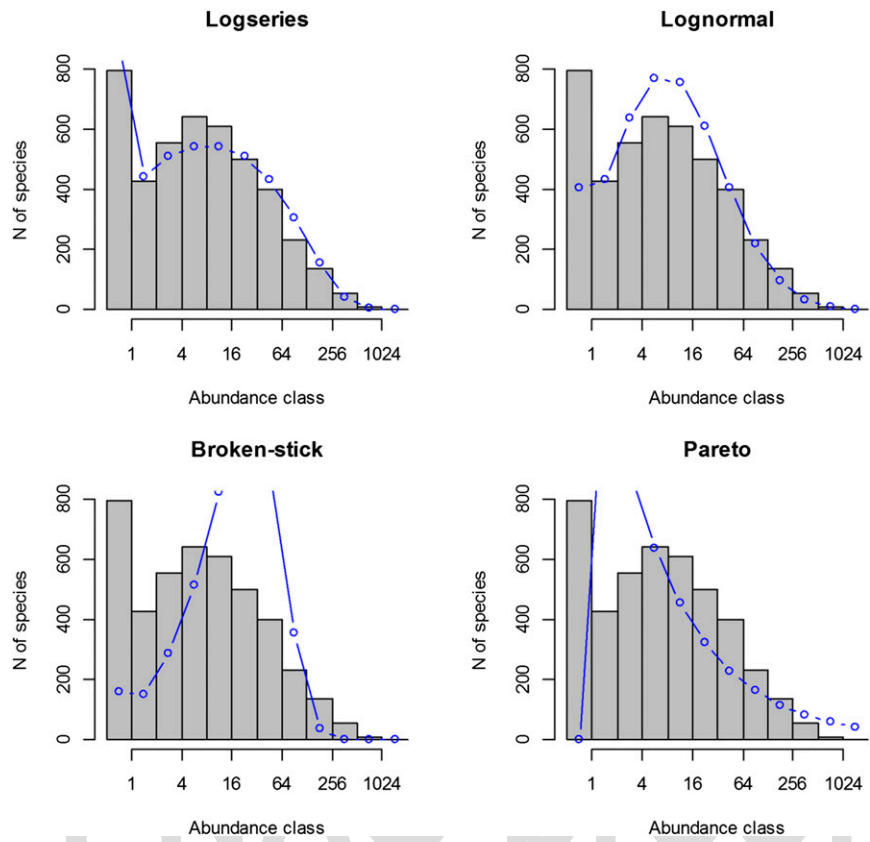 Logseries
N of species
0 200 400 600 800
1 4 16 64 256 1024
Abundance class
Lognormal
N of species
0 200 400 600 800
1 4 16 64 256 1024
Abundance class
Broken-stick
N of species
0 200 400 600 800
1 4 16 64 256 1024
Abundance class
Pareto
N of species
0 200 400 600 800
1 4 16 64 256 1024
Abundance class